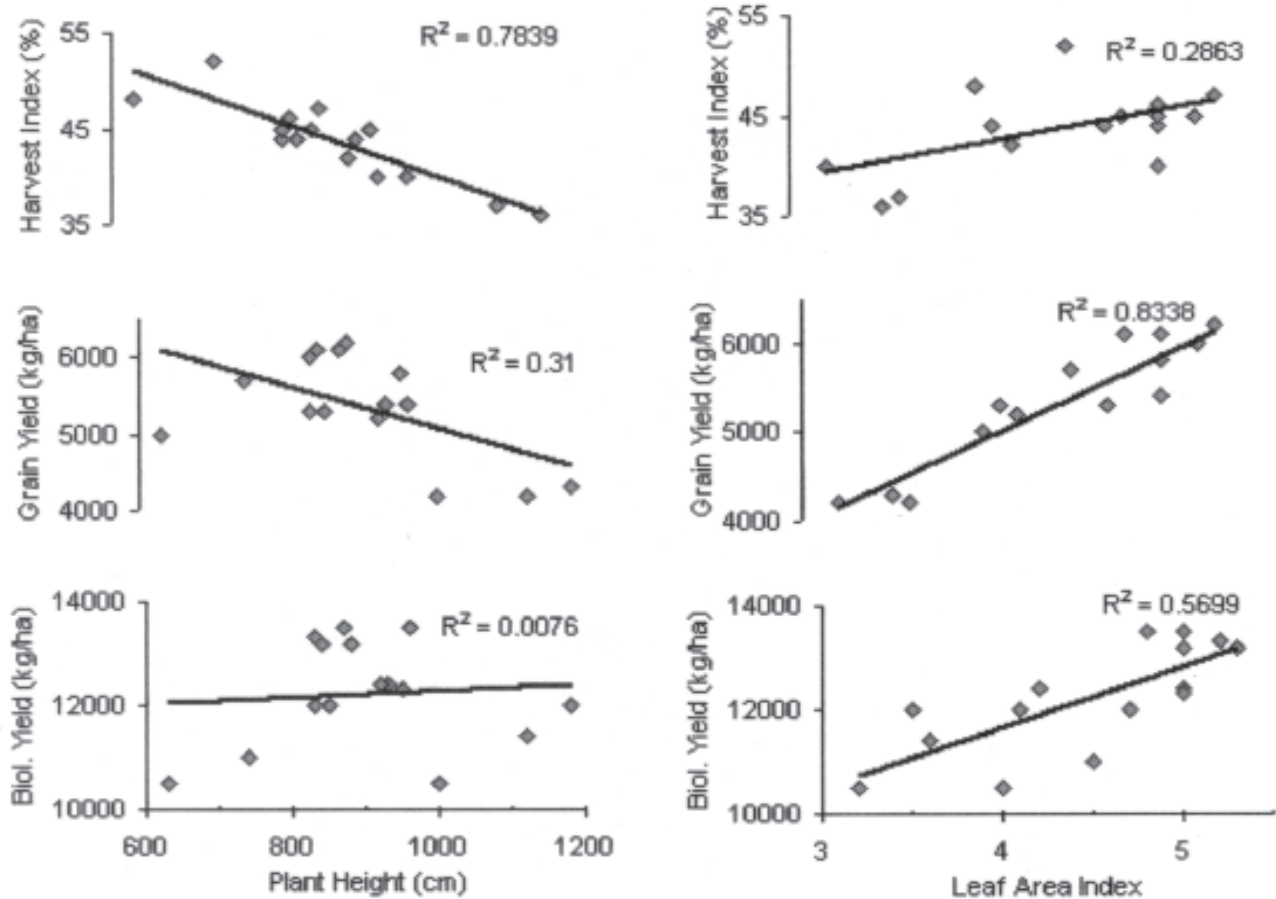 55
45
35
Harvest Index (%)
R² = 0.7839
55
45
35
Harvest Index (%)
R² = 0.2863
6000
5000
4000
Grain Yield (kg/ha)
R² = 0.31
6000
5000
4000
Grain Yield (kg/ha)
R² = 0.8338
14000
12000
10000
Biol. Yield (kg/ha)
R² = 0.0076
600 800 1000 1200
Plant Height (cm)
14000
12000
10000
Biol. Yield (kg/ha)
R² = 0.5699
3 4 5
Leaf Area Index